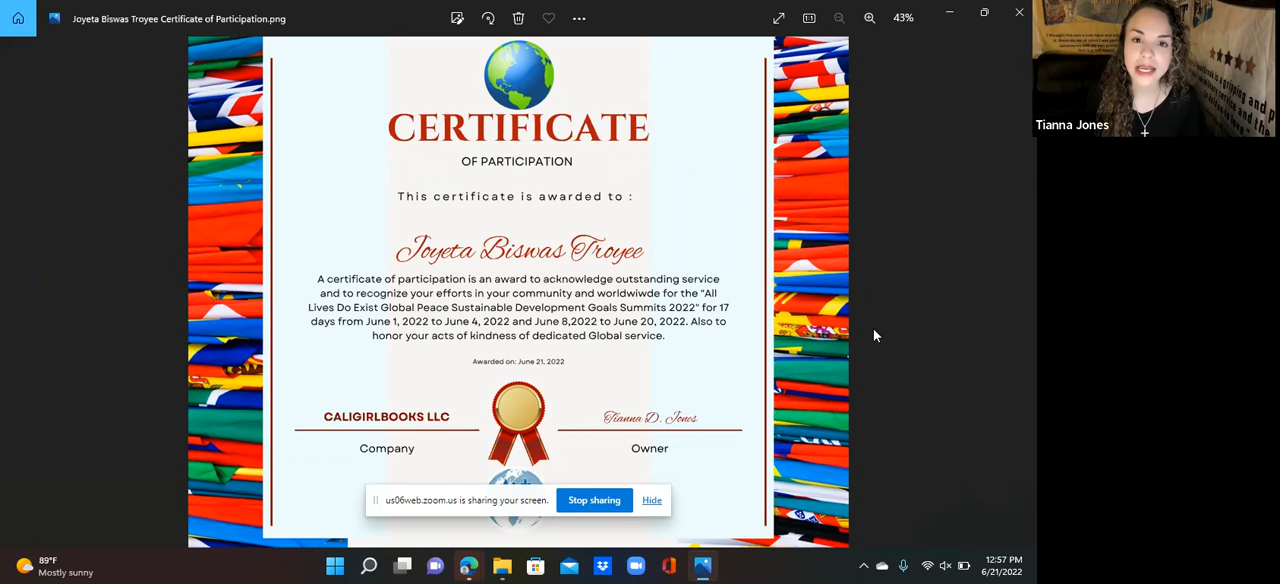 Joyeta Biswas Troyee Certificate of Participation.png
43%
CERTIFICATE
OF PARTICIPATION
This certificate is awarded to :
Joyeta Biswas Troyee
A certificate of participation is an award to acknowledge outstanding service
and to recognize your efforts in your community and worldwiwde for the "All
Lives Do Exist Global Peace Sustainable Development Goals Summits 2022" for 17
days from June 1, 2022 to June 4, 2022 and June 8,2022 to June 20, 2022. Also to
honor your acts of kindness of dedicated Global service.
Awarded on: June 21, 2022
CALIGIRLBOOKS LLC
Tianna D. Jones
Company
Owner
us06web.zoom.us is sharing your screen.
Stop sharing
Hide
Tianna Jones
89°F
Mostly sunny
12:57 PM
6/21/2022